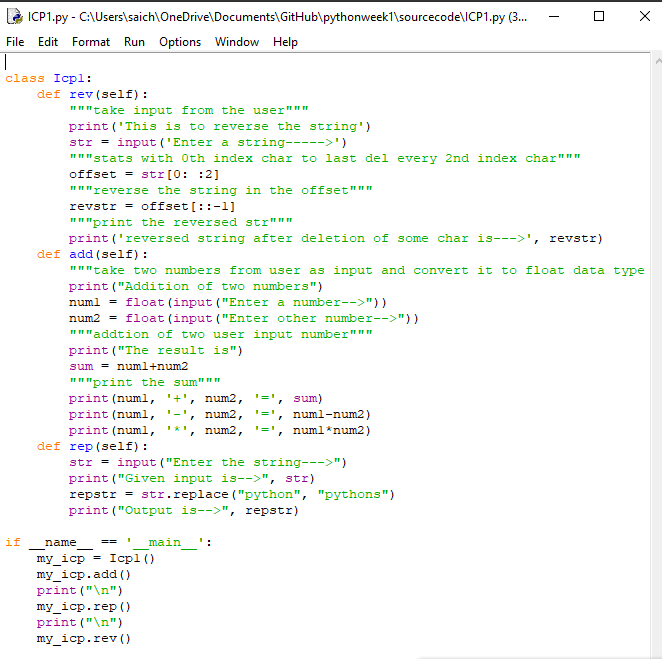 ICP1.py - C:\Users\saich\OneDrive\Documents\GitHub\pythonweek1\sourcecode\ICP1.py (3...
File Edit Format Run Options Window Help
class Icp1:
    def rev(self):
        """take input from the user"""
        print('This is to reverse the string')
        str = input('Enter a string----->')
        """stats with 0th index char to last del every 2nd index char"""
        offset = str[0: :2]
        """reverse the string in the offset"""
        revstr = offset[::-1]
        """print the reversed str"""
        print('reversed string after deletion of some char is--->', revstr)
    def add(self):
        """take two numbers from user as input and convert it to float data type
        print("Addition of two numbers")
        num1 = float(input("Enter a number-->"))
        num2 = float(input("Enter other number-->"))
        """addtion of two user input number"""
        print("The result is")
        sum = num1+num2
        """print the sum"""
        print(num1, '+', num2, '=', sum)
        print(num1, '-', num2, '=', num1-num2)
        print(num1, '*', num2, '=', num1*num2)
    def rep(self):
        str = input("Enter the string--->")
        print("Given input is-->", str)
        repstr = str.replace("python", "pythons")
        print("Output is-->", repstr)
if __name__ == '__main__':
    my_icp = Icp1()
    my_icp.add()
    print("\n")
    my_icp.rep()
    print("\n")
    my_icp.rev()